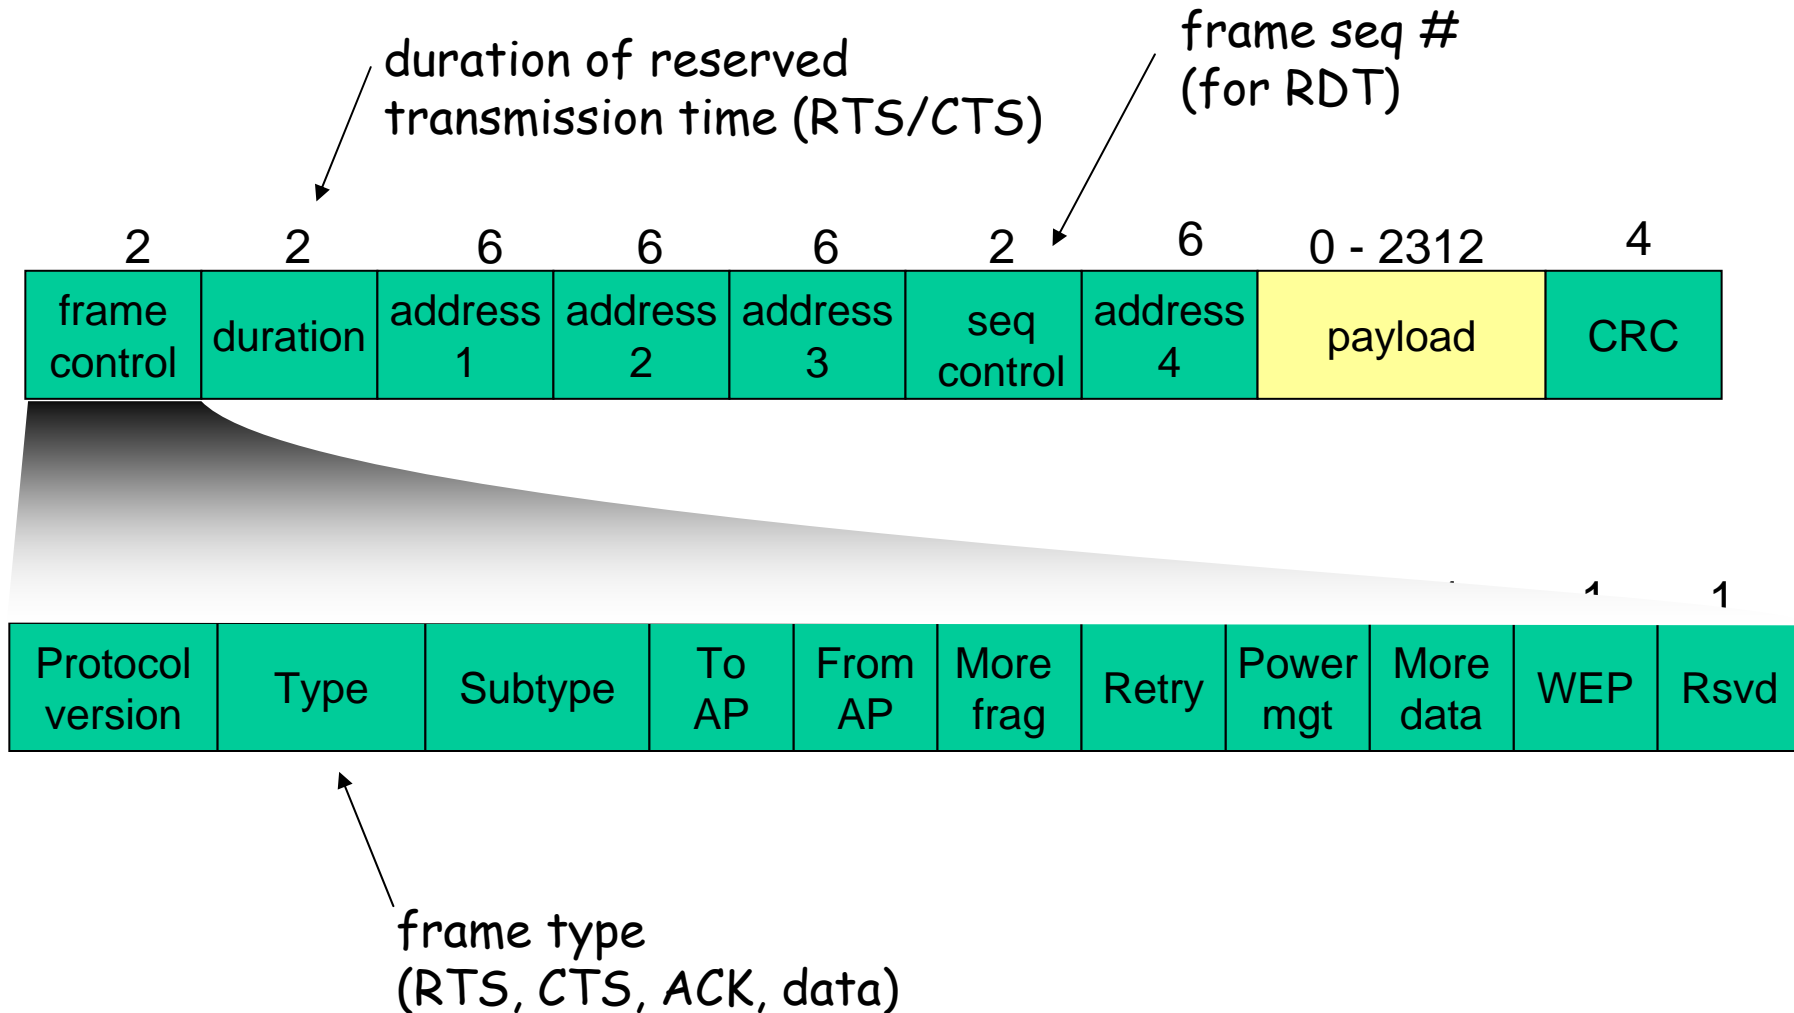 duration of reserved
transmission time (RTS/CTS)
frame seq #
(for RDT)
2 2 6 6 6 2 6 0 - 2312 4
frame
control
duration
address
1
address
2
address
3
seq
control
address
4
payload
CRC
1 1
Protocol
version
Type
Subtype
To
AP
From
AP
More
frag
Retry
Power
mgt
More
data
WEP
Rsvd
frame type
(RTS, CTS, ACK, data)